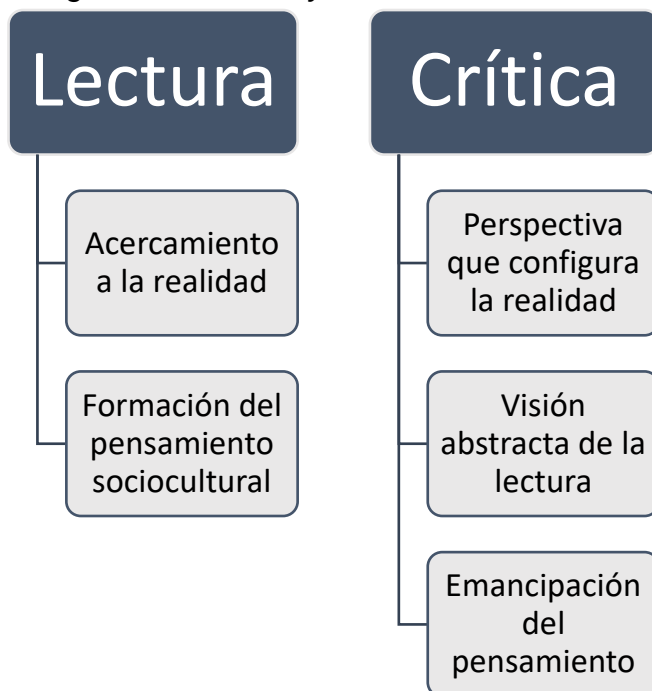 Lectura
Acercamiento
a la realidad
Formación del
pensamiento
sociocultural
Crítica
Perspectiva
que configura
la realidad
Visión
abstracta de la
lectura
Emancipación
del
pensamiento